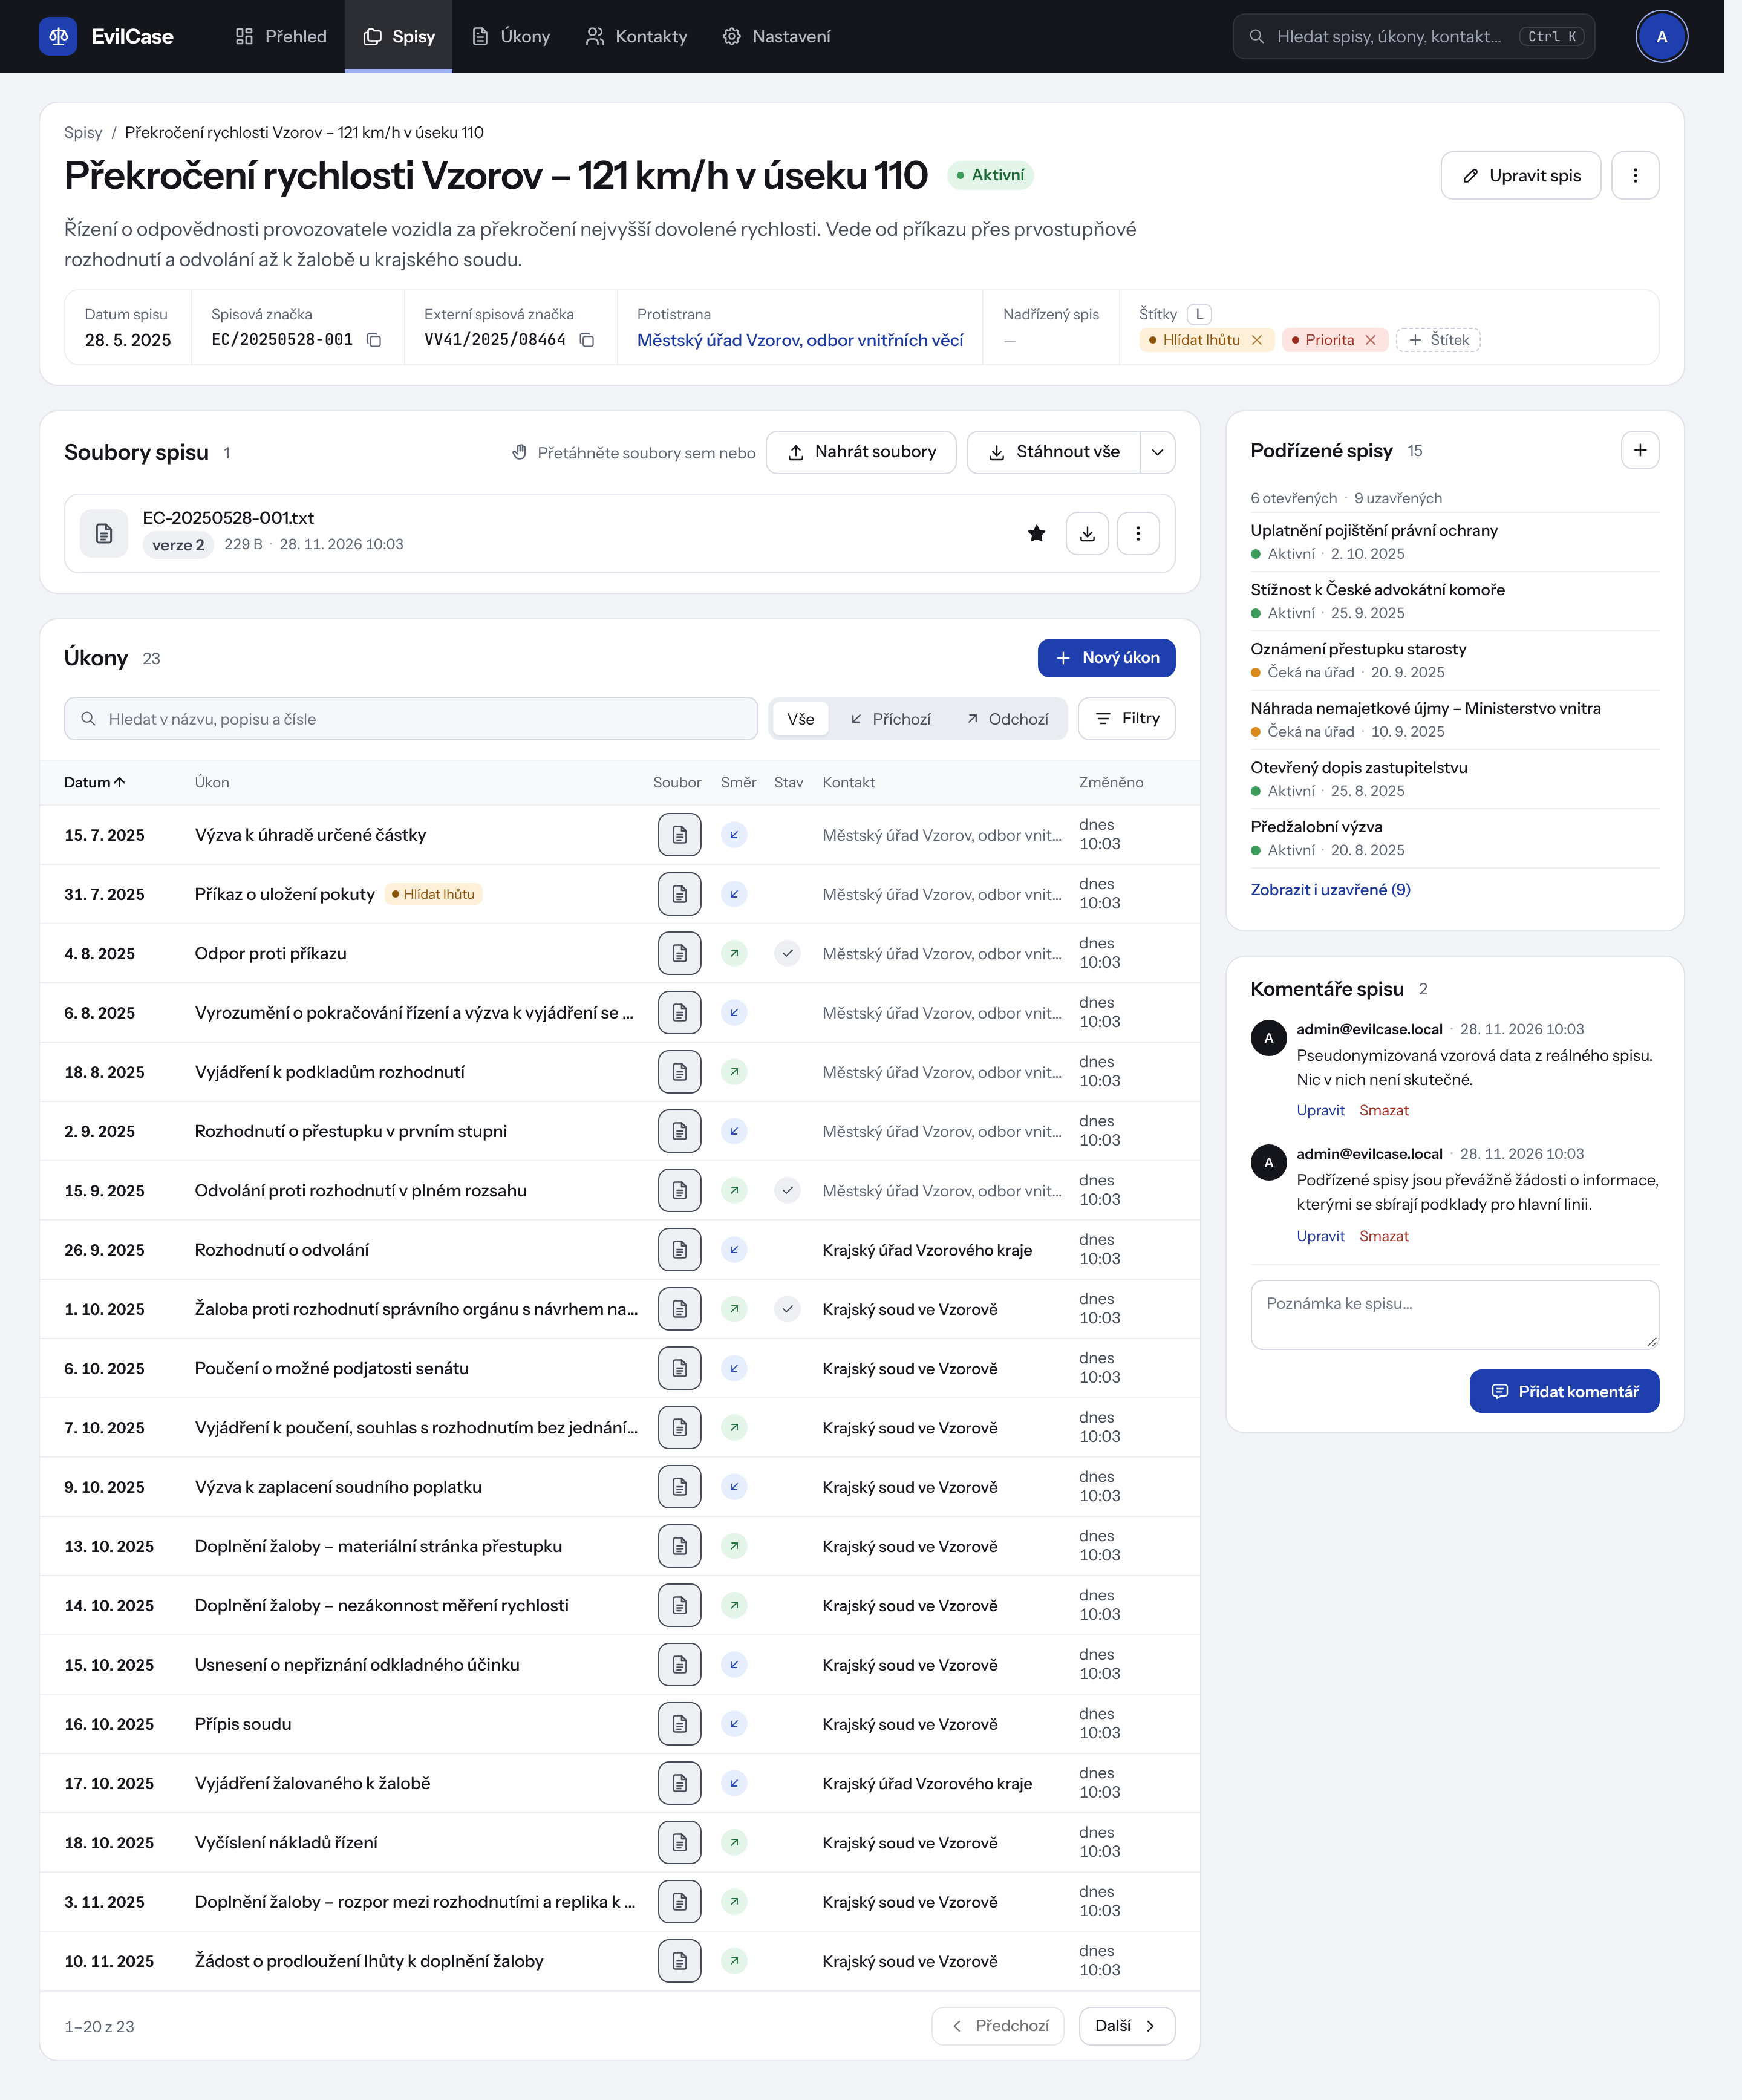 EvilCase
Přehled
Spisy
Úkony
Kontakty
Nastavení
Hledat spisy, úkony, kontakt...
Ctrl K
A
Spisy / Překročení rychlosti Vzorov – 121 km/h v úseku 110
Překročení rychlosti Vzorov – 121 km/h v úseku 110
Aktivní
Upravit spis
Řízení o odpovědnosti provozovatele vozidla za překročení nejvyšší dovolené rychlosti. Vede od příkazu přes prvostupňové
rozhodnutí a odvolání až k žalobě u krajského soudu.
Datum spisu
28. 5. 2025
Spisová značka
EC/20250528-001
Externí spisová značka
VV41/2025/08464
Protistrana
Městský úřad Vzorov, odbor vnitřních věcí
Nadřízený spis
—
Štítky L
Hlídat lhůtu
Priorita
Štítek
Soubory spisu 1
Přetáhněte soubory sem nebo
Nahrát soubory
Stáhnout vše
EC-20250528-001.txt
verze 2 229 B · 28. 11. 2026 10:03
Úkony 23
Nový úkon
Hledat v názvu, popisu a čísle
Vše
Příchozí
Odchozí
Filtry
Datum Úkon Soubor Směr Stav Kontakt Změněno
15. 7. 2025 Výzva k úhradě určené částky Městský úřad Vzorov, odbor vnit... dnes 10:03
31. 7. 2025 Příkaz o uložení pokuty Hlídat lhůtu Městský úřad Vzorov, odbor vnit... dnes 10:03
4. 8. 2025 Odpor proti příkazu Městský úřad Vzorov, odbor vnit... dnes 10:03
6. 8. 2025 Vyrozumění o pokračování řízení a výzva k vyjádření se ... Městský úřad Vzorov, odbor vnit... dnes 10:03
18. 8. 2025 Vyjádření k podkladům rozhodnutí Městský úřad Vzorov, odbor vnit... dnes 10:03
2. 9. 2025 Rozhodnutí o přestupku v prvním stupni Městský úřad Vzorov, odbor vnit... dnes 10:03
15. 9. 2025 Odvolání proti rozhodnutí v plném rozsahu Městský úřad Vzorov, odbor vnit... dnes 10:03
26. 9. 2025 Rozhodnutí o odvolání Krajský úřad Vzorového kraje dnes 10:03
1. 10. 2025 Žaloba proti rozhodnutí správního orgánu s návrhem na... Krajský soud ve Vzorově dnes 10:03
6. 10. 2025 Poučení o možné podjatosti senátu Krajský soud ve Vzorově dnes 10:03
7. 10. 2025 Vyjádření k poučení, souhlas s rozhodnutím bez jednání... Krajský soud ve Vzorově dnes 10:03
9. 10. 2025 Výzva k zaplacení soudního poplatku Krajský soud ve Vzorově dnes 10:03
13. 10. 2025 Doplnění žaloby – materiální stránka přestupku Krajský soud ve Vzorově dnes 10:03
14. 10. 2025 Doplnění žaloby – nezákonnost měření rychlosti Krajský soud ve Vzorově dnes 10:03
15. 10. 2025 Usnesení o nepřiznání odkladného účinku Krajský soud ve Vzorově dnes 10:03
16. 10. 2025 Přípis soudu Krajský soud ve Vzorově dnes 10:03
17. 10. 2025 Vyjádření žalovaného k žalobě Krajský úřad Vzorového kraje dnes 10:03
18. 10. 2025 Vyčíslení nákladů řízení Krajský soud ve Vzorově dnes 10:03
3. 11. 2025 Doplnění žaloby – rozpor mezi rozhodnutími a replika k ... Krajský soud ve Vzorově dnes 10:03
10. 11. 2025 Žádost o prodloužení lhůty k doplnění žaloby Krajský soud ve Vzorově dnes 10:03
1–20 z 23
Předchozí
Další
Podřízené spisy 15
6 otevřených · 9 uzavřených
Uplatnění pojištění právní ochrany
Aktivní · 2. 10. 2025
Stížnost k České advokátní komoře
Aktivní · 25. 9. 2025
Oznámení přestupku starosty
Čeká na úřad · 20. 9. 2025
Náhrada nemajetkové újmy – Ministerstvo vnitra
Čeká na úřad · 10. 9. 2025
Otevřený dopis zastupitelstvu
Aktivní · 25. 8. 2025
Předžalobní výzva
Aktivní · 20. 8. 2025
Zobrazit i uzavřené (9)
Komentáře spisu 2
A
admin@evilcase.local · 28. 11. 2026 10:03
Pseudonymizovaná vzorová data z reálného spisu.
Nic v nich není skutečné.
Upravit Smazat
A
admin@evilcase.local · 28. 11. 2026 10:03
Podřízené spisy jsou převážně žádosti o informace,
kterými se sbírají podklady pro hlavní linii.
Upravit Smazat
Poznámka ke spisu...
Přidat komentář